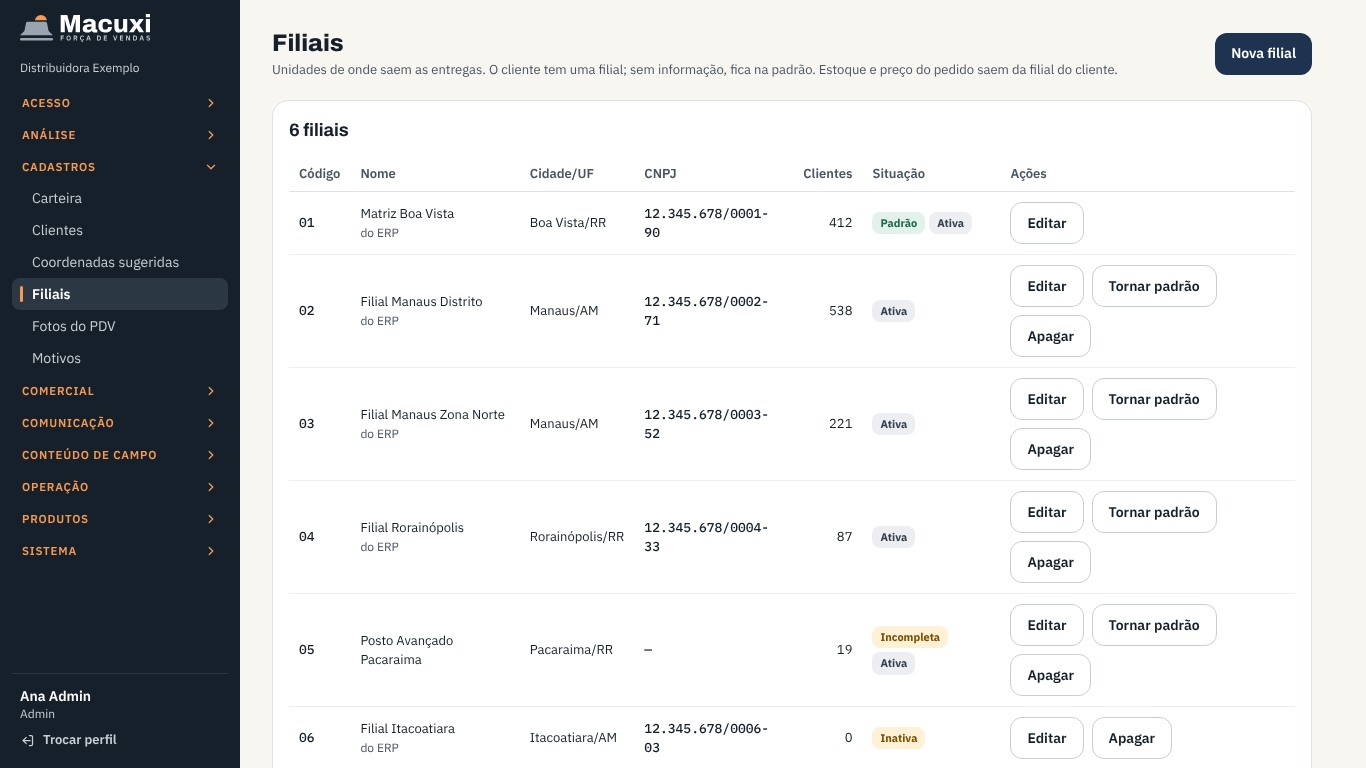 Macuxi
FORÇA DE VENDAS
Distribuidora Exemplo
ACESSO
ANÁLISE
CADASTROS
Carteira
Clientes
Coordenadas sugeridas
Filiais
Fotos do PDV
Motivos
COMERCIAL
COMUNICAÇÃO
CONTEÚDO DE CAMPO
OPERAÇÃO
PRODUTOS
SISTEMA
Ana Admin
Admin
Trocar perfil
Filiais
Unidades de onde saem as entregas. O cliente tem uma filial; sem informação, fica na padrão. Estoque e preço do pedido saem da filial do cliente.
Nova filial
6 filiais
Código Nome Cidade/UF CNPJ Clientes Situação Ações
01 Matriz Boa Vista do ERP Boa Vista/RR 12.345.678/0001-90 412 Padrão Ativa Editar
02 Filial Manaus Distrito do ERP Manaus/AM 12.345.678/0002-71 538 Ativa Editar Tornar padrão Apagar
03 Filial Manaus Zona Norte do ERP Manaus/AM 12.345.678/0003-52 221 Ativa Editar Tornar padrão Apagar
04 Filial Rorainópolis do ERP Rorainópolis/RR 12.345.678/0004-33 87 Ativa Editar Tornar padrão Apagar
05 Posto Avançado Pacaraima Pacaraima/RR — 19 Incompleta Ativa Editar Tornar padrão Apagar
06 Filial Itacoatiara do ERP Itacoatiara/AM 12.345.678/0006-03 0 Inativa Editar Apagar